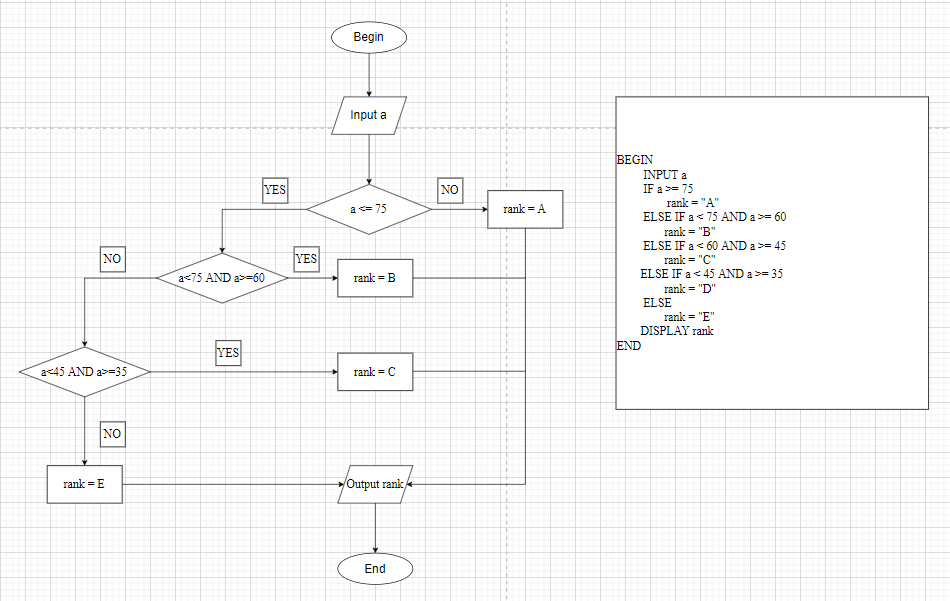 Begin
Input a
YES
a <= 75
NO
rank = A
NO
a<75 AND a>=60
YES
rank = B
a<45 AND a>=35
YES
rank = C
NO
rank = E
Output rank
End
BEGIN
INPUT a
IF a >= 75
rank = "A"
ELSE IF a < 75 AND a >= 60
rank = "B"
ELSE IF a < 60 AND a >= 45
rank = "C"
ELSE IF a < 45 AND a >= 35
rank = "D"
ELSE
rank = "E"
DISPLAY rank
END